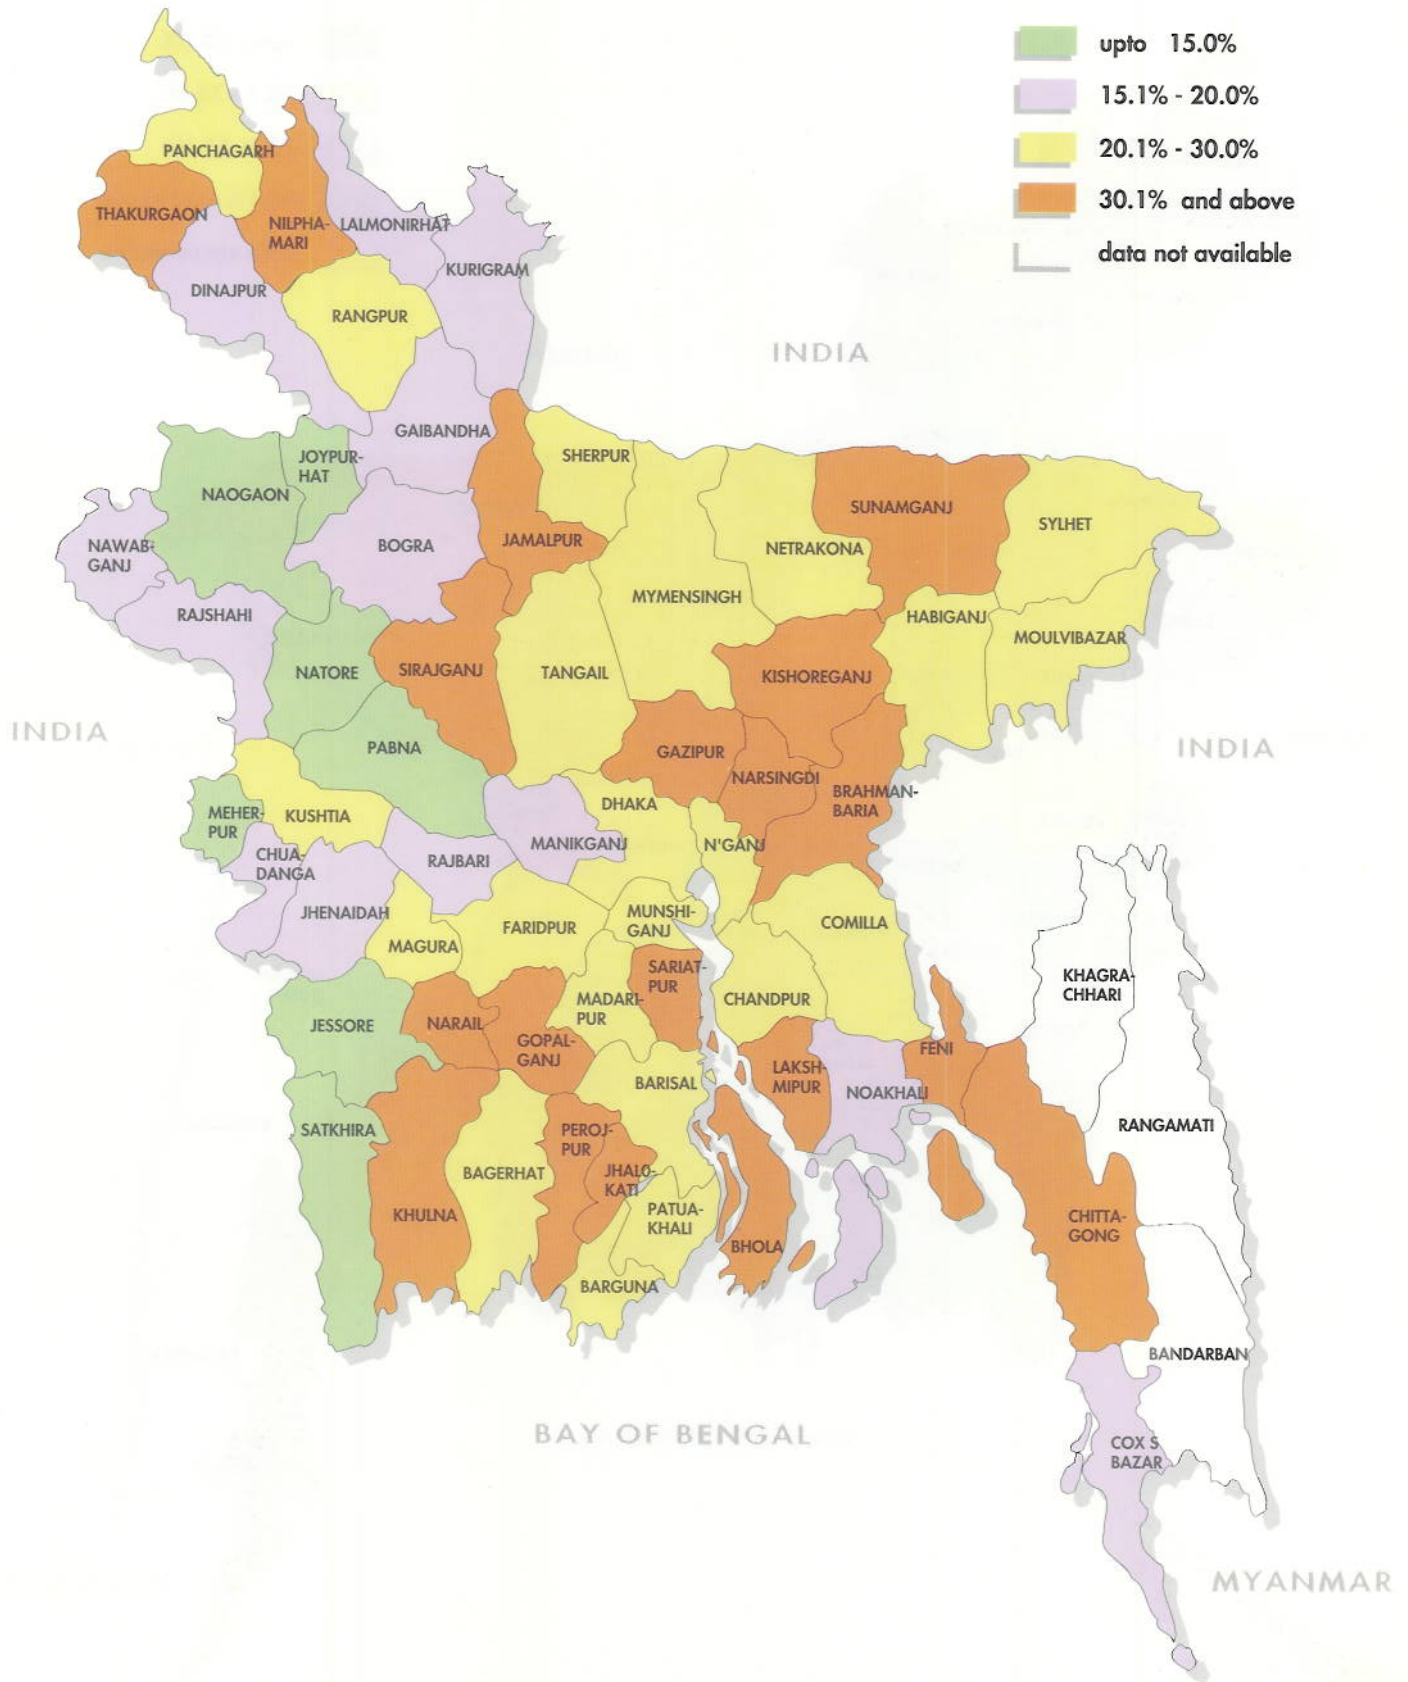 upto 15.0%
15.1% - 20.0%
20.1% - 30.0%
30.1% and above
data not available
PANCHAGARH
THAKURGAON
NILPHA-
MARI
LALMONIRHAT
KURIGRAM
DINAJPUR
RANGPUR
INDIA
GAIBANDHA
JOYPUR-
HAT
NAOGAON
SHERPUR
SUNAMGANJ
SYLHET
NAWAB-
GANJ
BOGRA
JAMALPUR
NETRAKONA
RAJSHAHI
MYMENSINGH
HABIGANJ
MOULVIBAZAR
NATORE
SIRAJGANJ
TANGAIL
KISHOREGANJ
INDIA
PABNA
GAZIPUR
NARSINGDI
INDIA
BRAHMAN-
BARIA
MEHER-
PUR
KUSHTIA
DHAKA
CHUA-
DANGA
RAJBARI
MANIKGANJ
N'GANJ
JHENAIDAH
MAGURA
FARIDPUR
MUNSHI-
GANJ
COMILLA
SARIAT-
PUR
KHAGRA-
CHHARI
JESSORE
NARAIL
MADARI-
PUR
CHANDPUR
GOPAL-
GANJ
FENI
BARISAL
LAKSH-
MIPUR
NOAKHALI
SATKHIRA
PEROJ-
PUR
RANGAMATI
BAGERHAT
JHALO-
KATI
KHULNA
PATUA-
KHALI
CHITTA-
GONG
BHOLA
BARGUNA
BANDARBAN
BAY OF BENGAL
COX S
BAZAR
MYANMAR